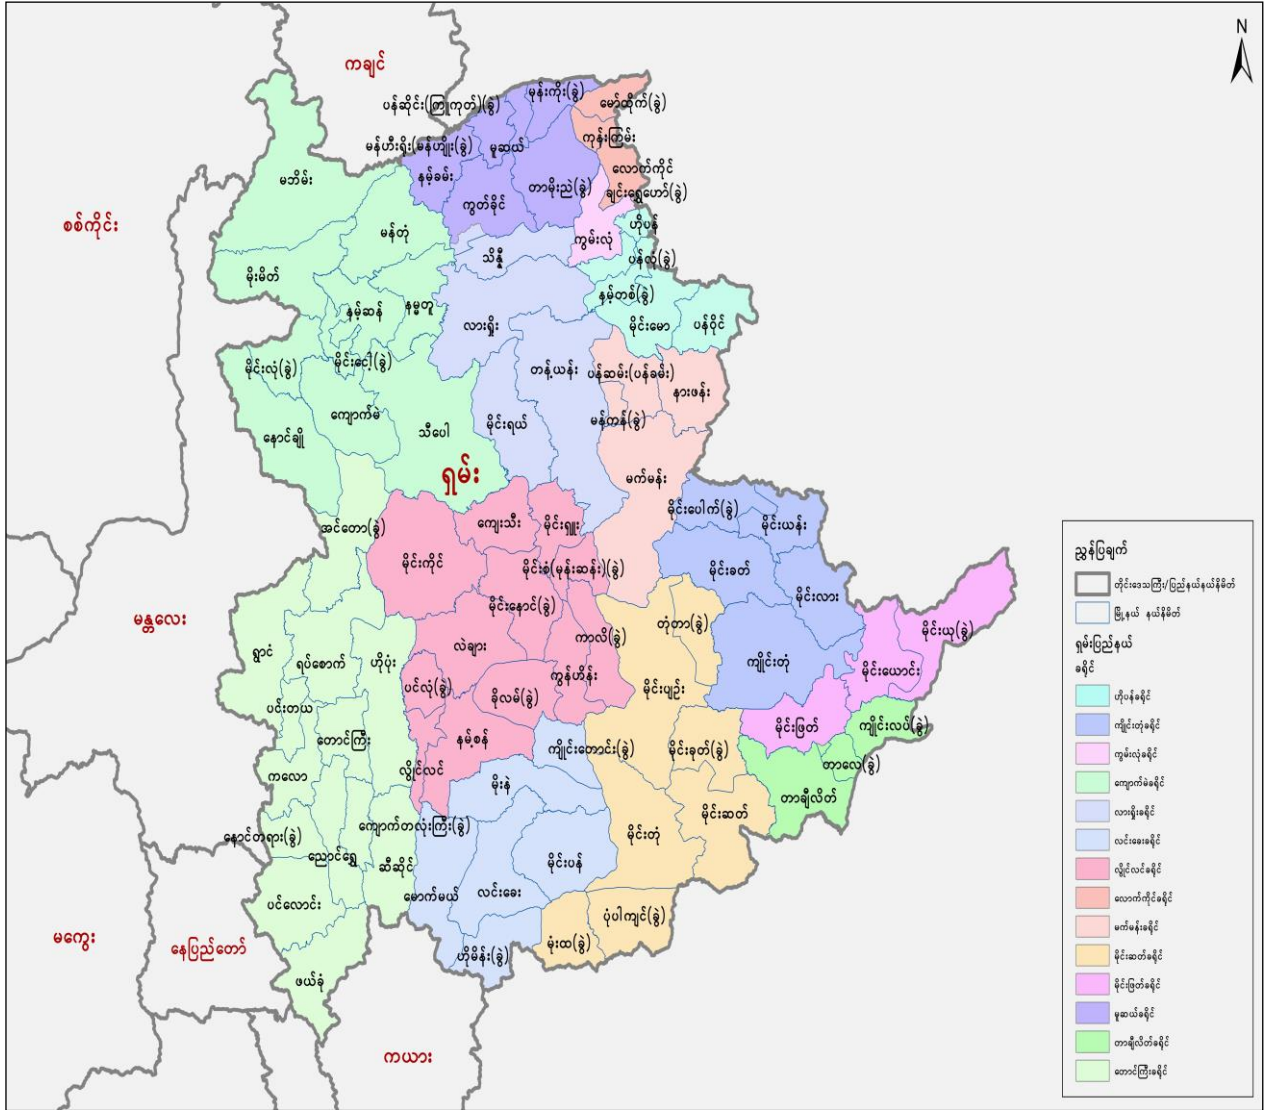 N
ကချင်
ပန်ဆိုင်း(ကြူကုတ်)(ခွဲ)
မုန်းကိုး(ခွဲ)
မော်ထိုက်(ခွဲ)
မန်ဟီးရိုး(မန်ဟျိုး)(ခွဲ)
မူဆယ်
ကုန်းကြမ်း
မဘိမ်း
နမ့်ခမ်း
တာမိုးညဲ(ခွဲ)
လောက်ကိုင်
ချင်းရွှေဟော်(ခွဲ)
ကွတ်ခိုင်
စစ်ကိုင်း
မန်တုံ
ကွမ်းလုံ
ဟိုပန်
သိန္နီ
ပန်လုံ(ခွဲ)
မိုးမိတ်
နမ့်တစ်(ခွဲ)
နမ့်ဆန်
နမ္မတူ
လားရှိုး
မိုင်းမော
ပန်ဝိုင်
မိုင်းလုံ(ခွဲ)
မိုင်းငေါ့(ခွဲ)
တန့်ယန်း
ပန်ဆမ်း(ပန်ခမ်း)
နားဖန်း
ကျောက်မဲ
မိုင်းရယ်
မန်ကန်(ခွဲ)
နောင်ချို
သီပေါ
ရှမ်း
မက်မန်း
မိုင်းပေါက်(ခွဲ)
အင်တော(ခွဲ)
ကျေးသီး
မိုင်းရှူး
မိုင်းယန်း
မိုင်းကိုင်
မိုင်းစံ(မုန်းဆန်း)(ခွဲ)
မိုင်းခတ်
မိုင်းလား
မန္တလေး
မိုင်းနောင်(ခွဲ)
တုံတာ(ခွဲ)
မိုင်းယု(ခွဲ)
ရွာငံ
ရပ်စောက်
ဟိုပုံး
လဲချား
ကာလိ(ခွဲ)
ကျိုင်းတုံ
မိုင်းယောင်း
ကွန်ဟိန်း
ပင်လုံ(ခွဲ)
ခိုလမ်(ခွဲ)
မိုင်းပျဉ်း
ပင်းတယ
မိုင်းဖြတ်
ကျိုင်းလပ်(ခွဲ)
တောင်ကြီး
နမ့်စန်
ကျိုင်းတောင်း(ခွဲ)
မိုင်းခုတ်(ခွဲ)
တာလေ(ခွဲ)
ကလော
လွိုင်လင်
မိုးနဲ
တာချီလိတ်
မိုင်းဆတ်
နောင်တရား(ခွဲ)
ကျောက်တလုံးကြီး(ခွဲ)
မိုင်းတုံ
ညောင်ရွှေ
ဆီဆိုင်
မိုင်းပန်
ပင်လောင်း
မောက်မယ်
လင်းခေး
ပုံပါကျင်(ခွဲ)
မကွေး
နေပြည်တော်
ဟိုမိန်း(ခွဲ)
မုံးထ(ခွဲ)
ဖယ်ခုံ
ကယား
ညွှန်ပြချက်
တိုင်းဒေသကြီး/ပြည်နယ်နယ်နိမိတ်
မြို့နယ် နယ်နိမိတ်
ရှမ်းပြည်နယ်
ခရိုင်
ဟိုပန်ခရိုင်
ကျိုင်းတုံခရိုင်
ကွမ်းလုံခရိုင်
ကျောက်မဲခရိုင်
လားရှိုးခရိုင်
လင်းခေးခရိုင်
လွိုင်လင်ခရိုင်
လောက်ကိုင်ခရိုင်
မက်မန်းခရိုင်
မိုင်းဆတ်ခရိုင်
မိုင်းဖြတ်ခရိုင်
မူဆယ်ခရိုင်
တာချီလိတ်ခရိုင်
တောင်ကြီးခရိုင်